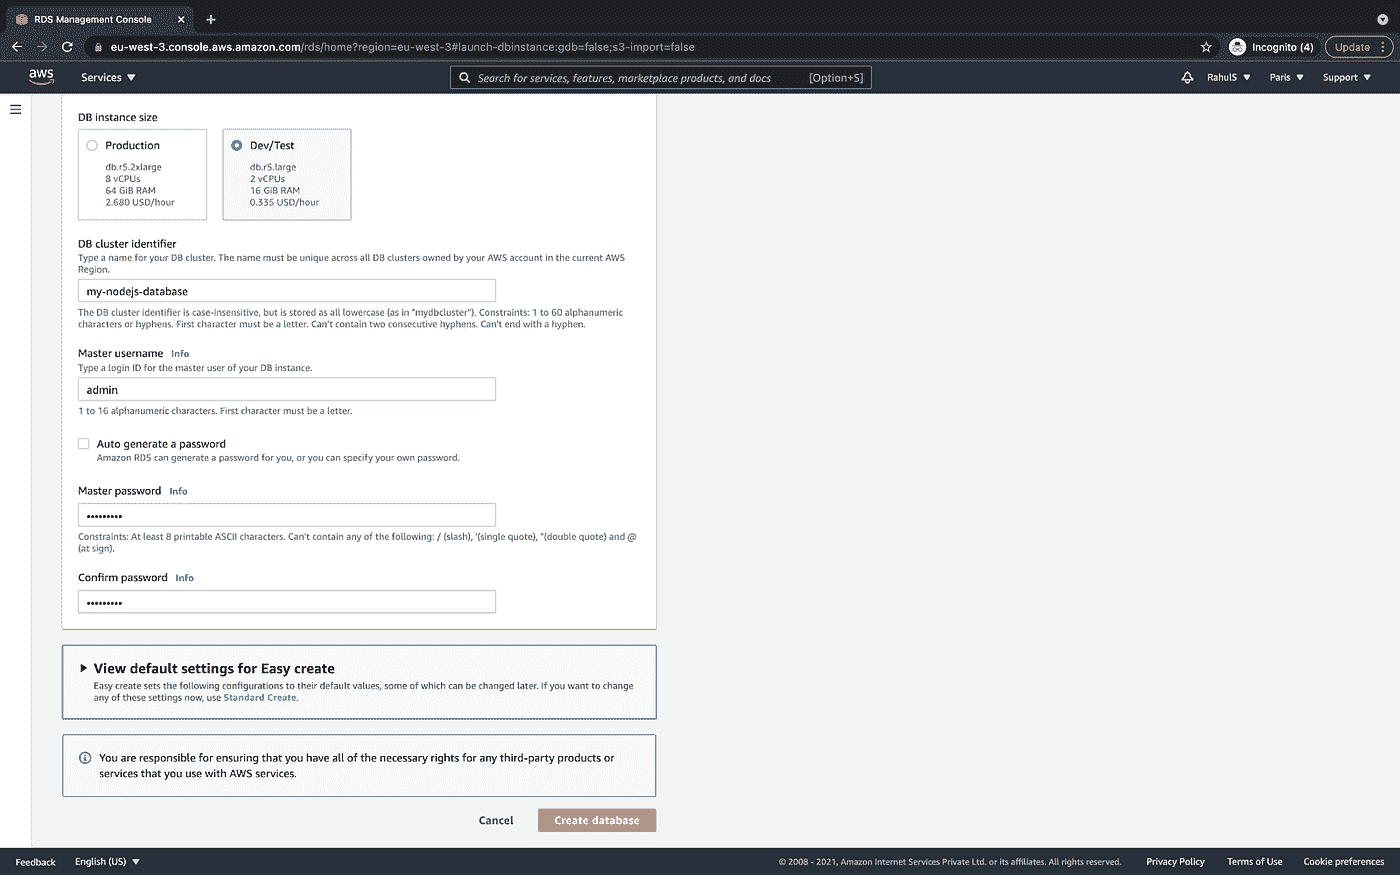 RDS Management Console
eu-west-3.console.aws.amazon.com/rds/home?region=eu-west-3#launch-dbinstance:gdb=false;s3-import=false
Incognito (4)
Update
aws
Services
Search for services, features, marketplace products, and docs
[Option+S]
RahulS
Paris
Support
DB instance size
Production
db.r5.2xlarge
8 vCPUs
64 GiB RAM
2.680 USD/hour
Dev/Test
db.r5.large
2 vCPUs
16 GiB RAM
0.335 USD/hour
DB cluster identifier
Type a name for your DB cluster. The name must be unique across all DB clusters owned by your AWS account in the current AWS
Region.
my-nodejs-database
The DB cluster identifier is case-insensitive, but is stored as all lowercase (as in "mydbcluster"). Constraints: 1 to 60 alphanumeric
characters or hyphens. First character must be a letter. Can't contain two consecutive hyphens. Can't end with a hyphen.
Master username Info
Type a login ID for the master user of your DB instance.
admin
1 to 16 alphanumeric characters. First character must be a letter.
Auto generate a password
Amazon RDS can generate a password for you, or you can specify your own password.
Master password Info
•••••••••
Constraints: At least 8 printable ASCII characters. Can't contain any of the following: / (slash), '(single quote), "(double quote) and @
(at sign).
Confirm password Info
•••••••••
View default settings for Easy create
Easy create sets the following configurations to their default values, some of which can be changed later. If you want to change
any of these settings now, use Standard Create.
You are responsible for ensuring that you have all of the necessary rights for any third-party products or
services that you use with AWS services.
Cancel
Create database
Feedback
English (US)
© 2008 - 2021, Amazon Internet Services Private Ltd. or its affiliates. All rights reserved.
Privacy Policy
Terms of Use
Cookie preferences